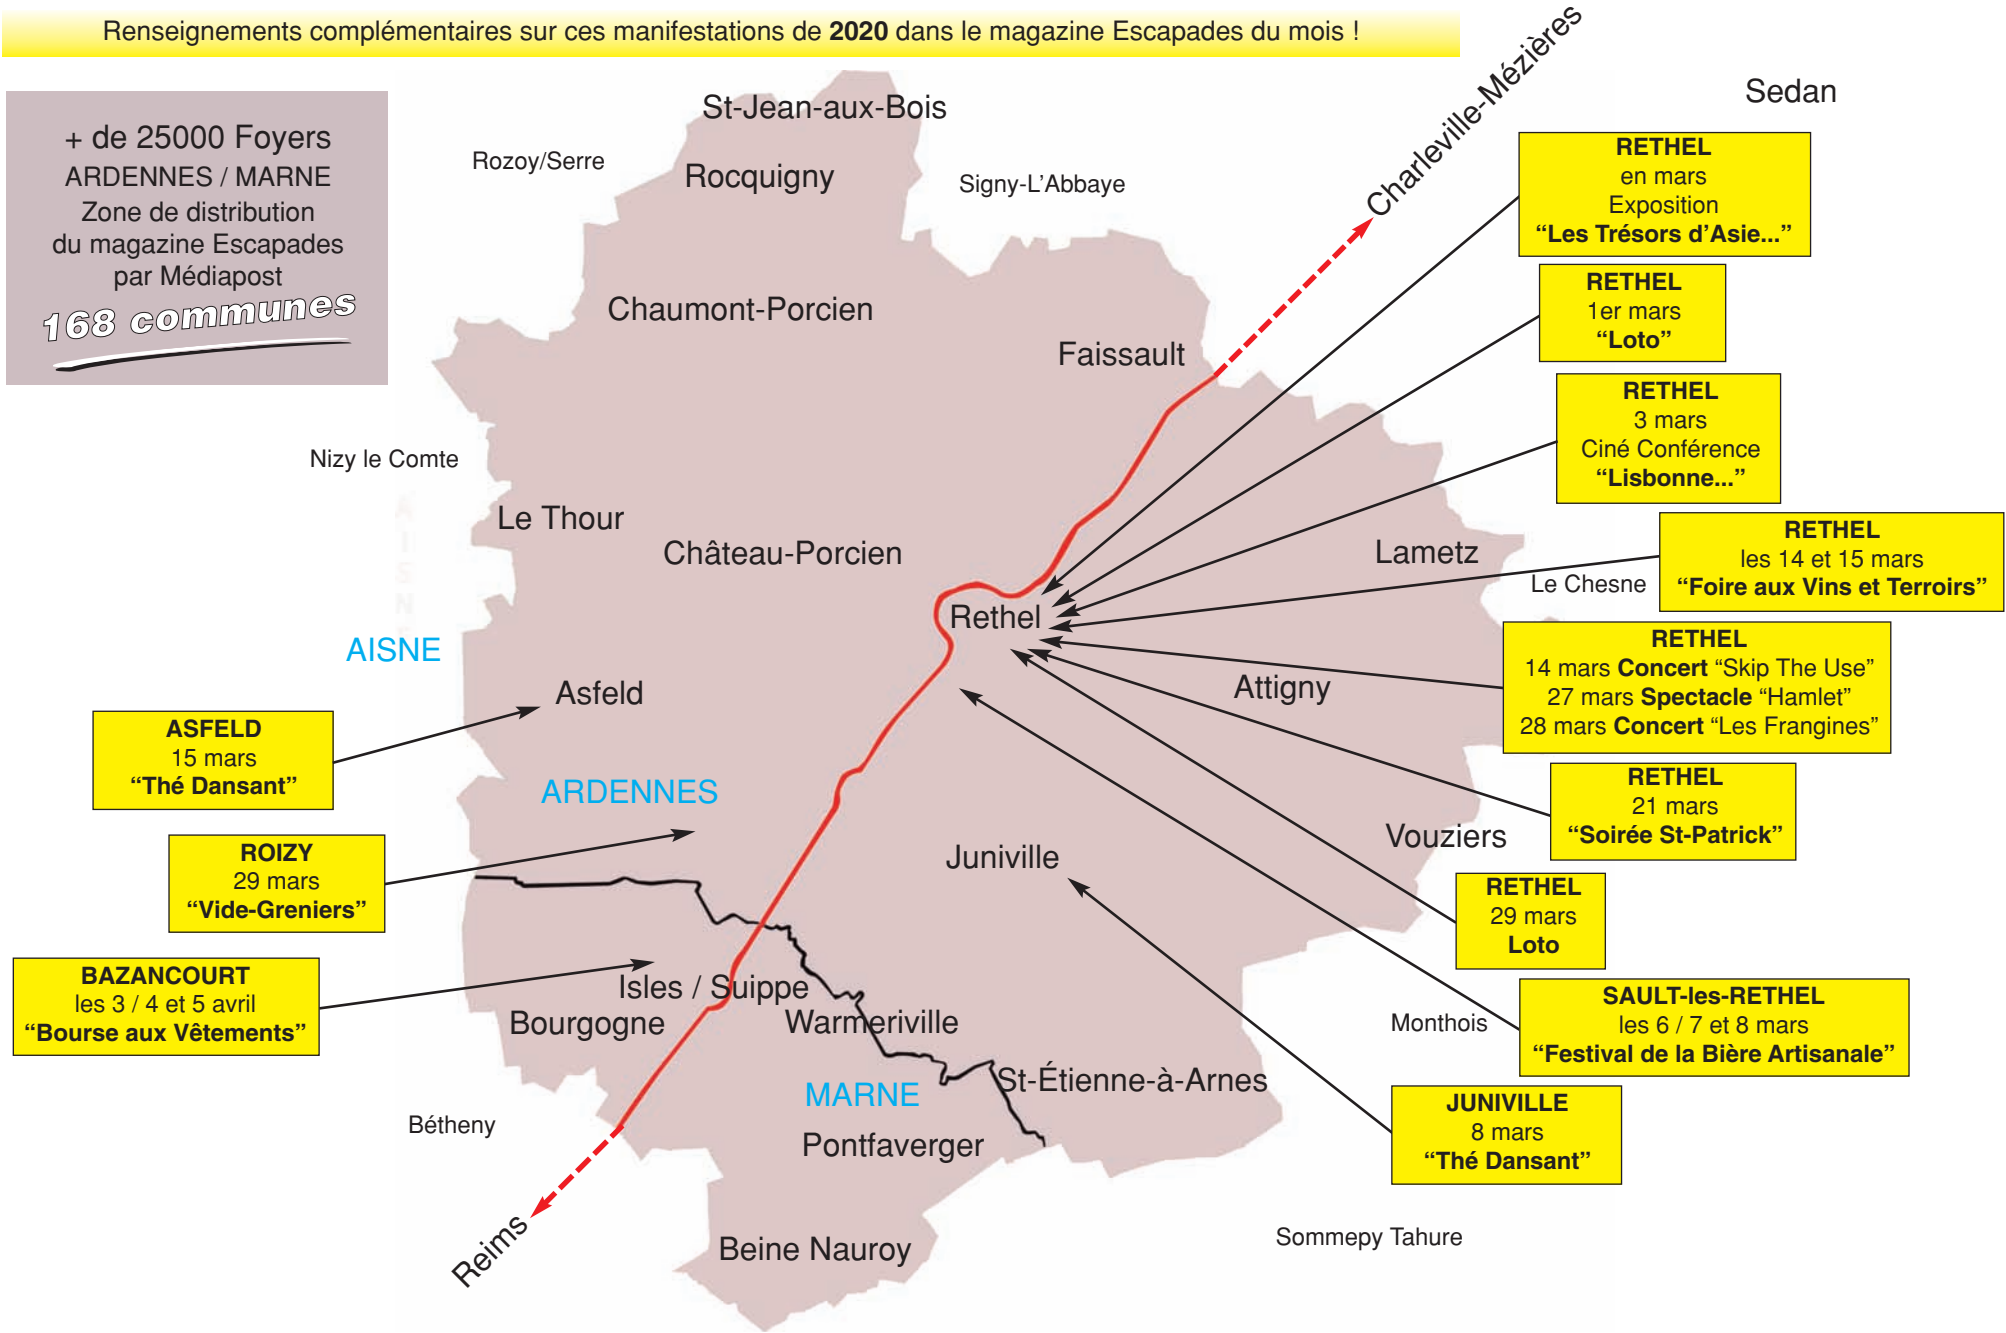 Renseignements complémentaires sur ces manifestations de 2020 dans le magazine Escapades du mois !
+ de 25000 Foyers
ARDENNES / MARNE
Zone de distribution
du magazine Escapades
par Médiapost
168 communes
St-Jean-aux-Bois
Rozoy/Serre
Rocquigny
Signy-L'Abbaye
Charleville-Mézières
Sedan
Chaumont-Porcien
Faissault
Nizy le Comte
Le Thour
Château-Porcien
Lametz
Le Chesne
Rethel
AISNE
AISN
Asfeld
Attigny
ARDENNES
Vouziers
Juniville
Isles / Suippe
Bourgogne
Warmeriville
Monthois
St-Étienne-à-Arnes
MARNE
Bétheny
Pontfaverger
Reims
Beine Nauroy
Sommepy Tahure
RETHEL
en mars
Exposition
“Les Trésors d’Asie...”
RETHEL
1er mars
“Loto”
RETHEL
3 mars
Ciné Conférence
“Lisbonne...”
RETHEL
les 14 et 15 mars
“Foire aux Vins et Terroirs”
RETHEL
14 mars Concert “Skip The Use”
27 mars Spectacle “Hamlet”
28 mars Concert “Les Frangines”
RETHEL
21 mars
“Soirée St-Patrick”
RETHEL
29 mars
Loto
SAULT-les-RETHEL
les 6 / 7 et 8 mars
“Festival de la Bière Artisanale”
JUNIVILLE
8 mars
“Thé Dansant”
ASFELD
15 mars
“Thé Dansant”
ROIZY
29 mars
“Vide-Greniers”
BAZANCOURT
les 3 / 4 et 5 avril
“Bourse aux Vêtements”